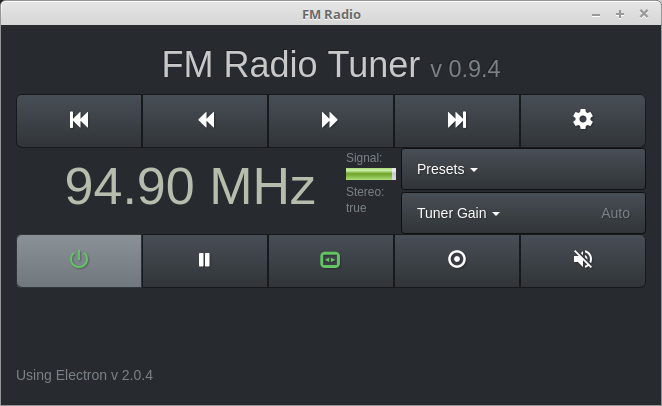 FM Radio
FM Radio Tuner v 0.9.4
94.90 MHz
Signal:
Stereo:
true
Presets
Tuner Gain Auto
Using Electron v 2.0.4